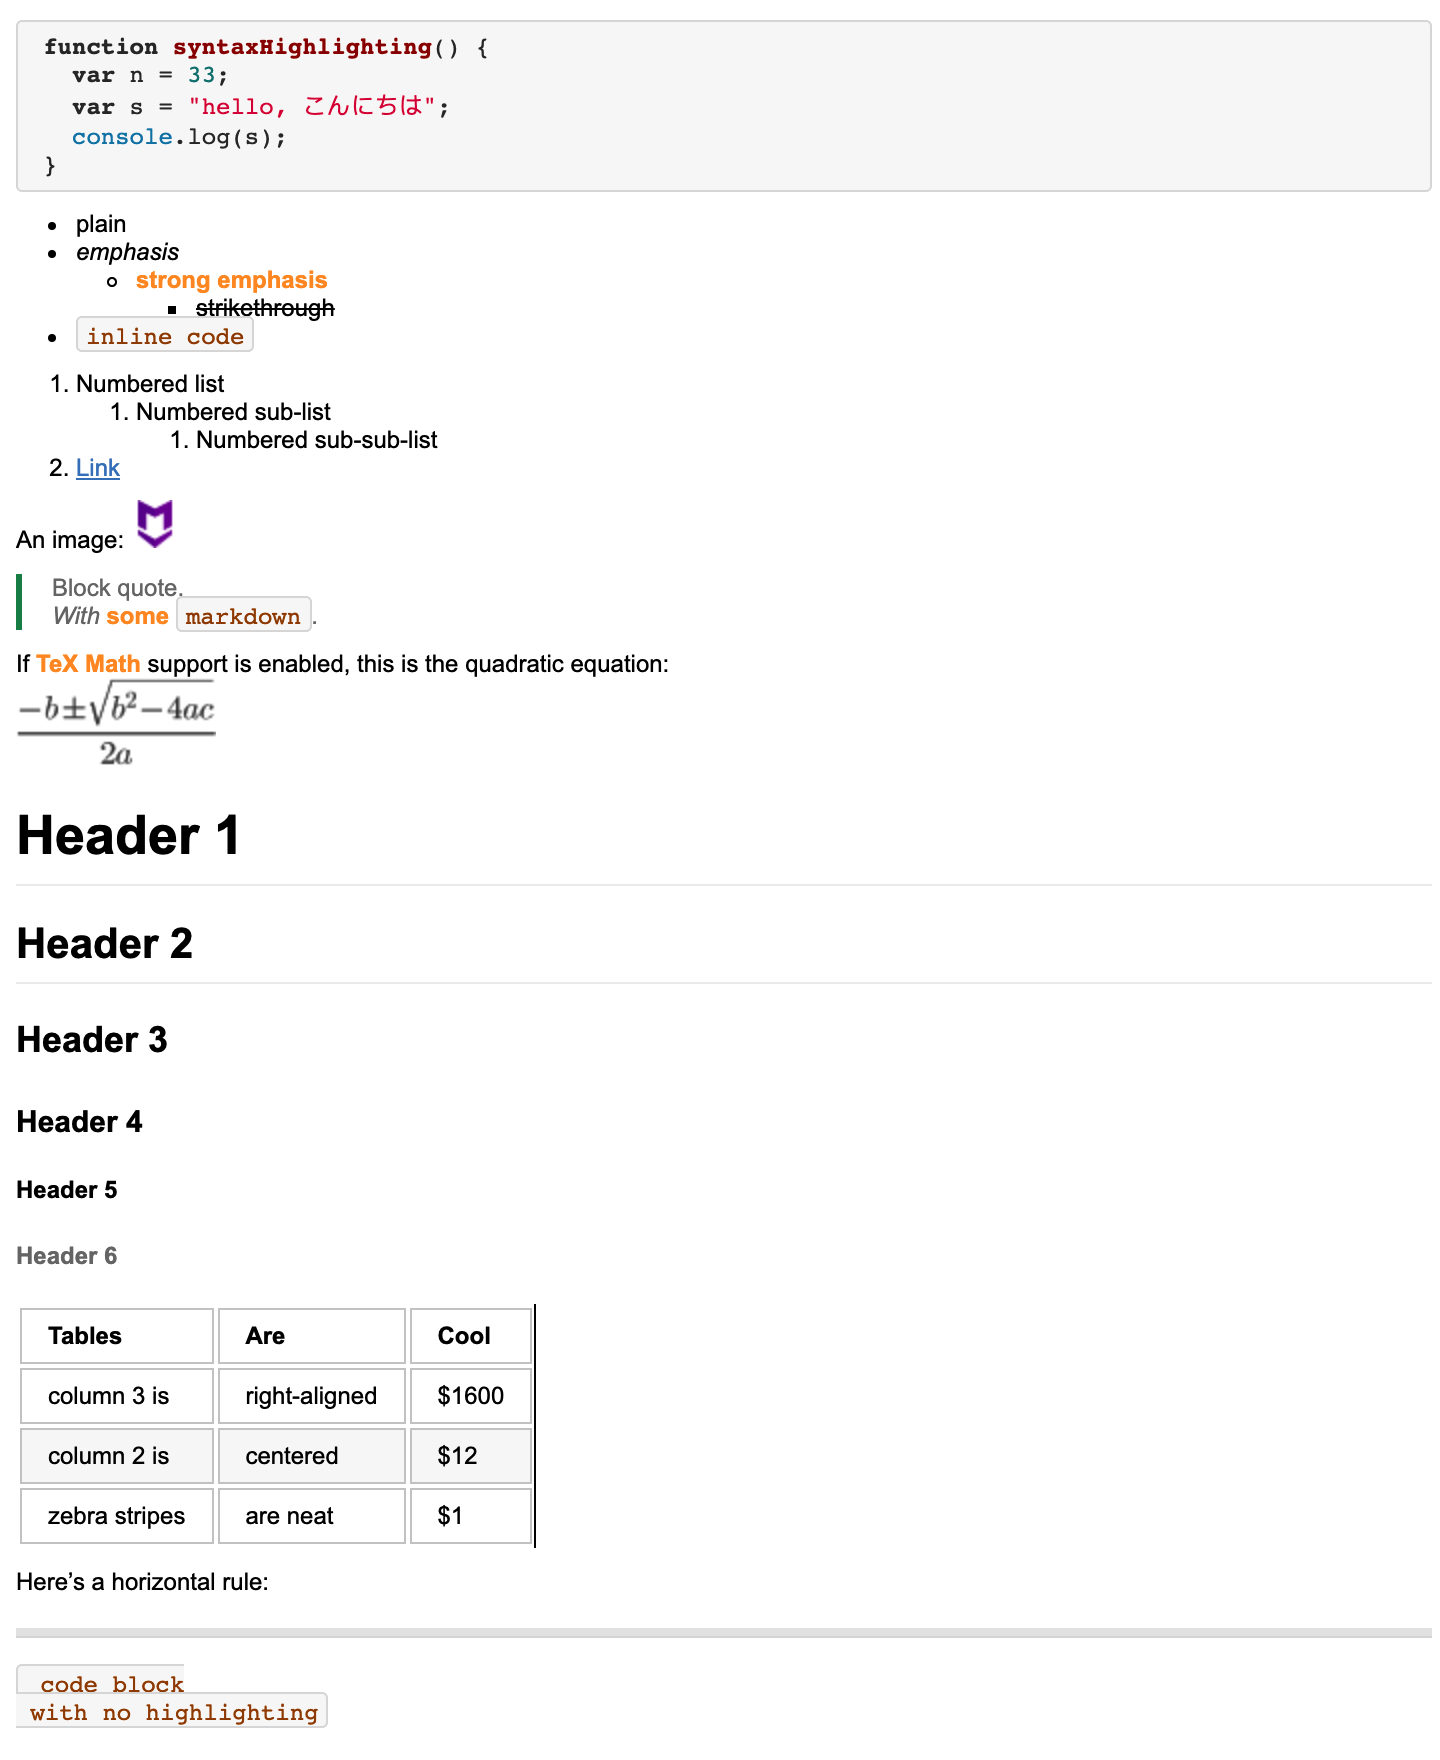 function syntaxHighlighting() {
var n = 33;
var s = "hello, こんにちは";
console.log(s);
}
plain
emphasis
strong emphasis
strikethrough
inline code
1. Numbered list
1. Numbered sub-list
1. Numbered sub-sub-list
2. Link
An image:
Block quote.
With some markdown.
If TeX Math support is enabled, this is the quadratic equation:
−b±√b²−4ac
2a
Header 1
Header 2
Header 3
Header 4
Header 5
Header 6
Tables Are Cool
column 3 is right-aligned $1600
column 2 is centered $12
zebra stripes are neat $1
Here’s a horizontal rule:
code block
with no highlighting